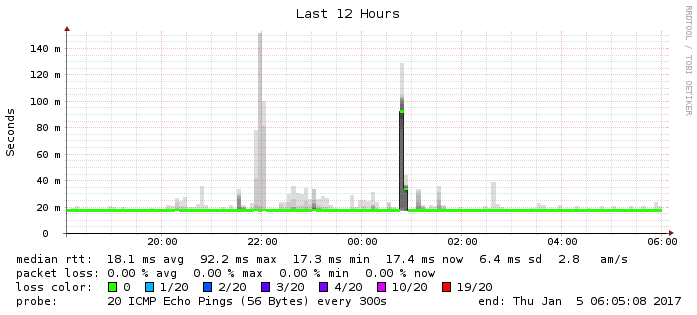 Last 12 Hours
RRDTOOL / TOBI OETIKER
Seconds
140 m
120 m
100 m
80 m
60 m
40 m
20 m
0
20:00 22:00 00:00 02:00 04:00 06:00
median rtt: 18.1 ms avg 92.2 ms max 17.3 ms min 17.4 ms now 6.4 ms sd 2.8 am/s
packet loss: 0.00 % avg 0.00 % max 0.00 % min 0.00 % now
loss color: 0 1/20 2/20 3/20 4/20 10/20 19/20
probe: 20 ICMP Echo Pings (56 Bytes) every 300s end: Thu Jan 5 06:05:08 2017